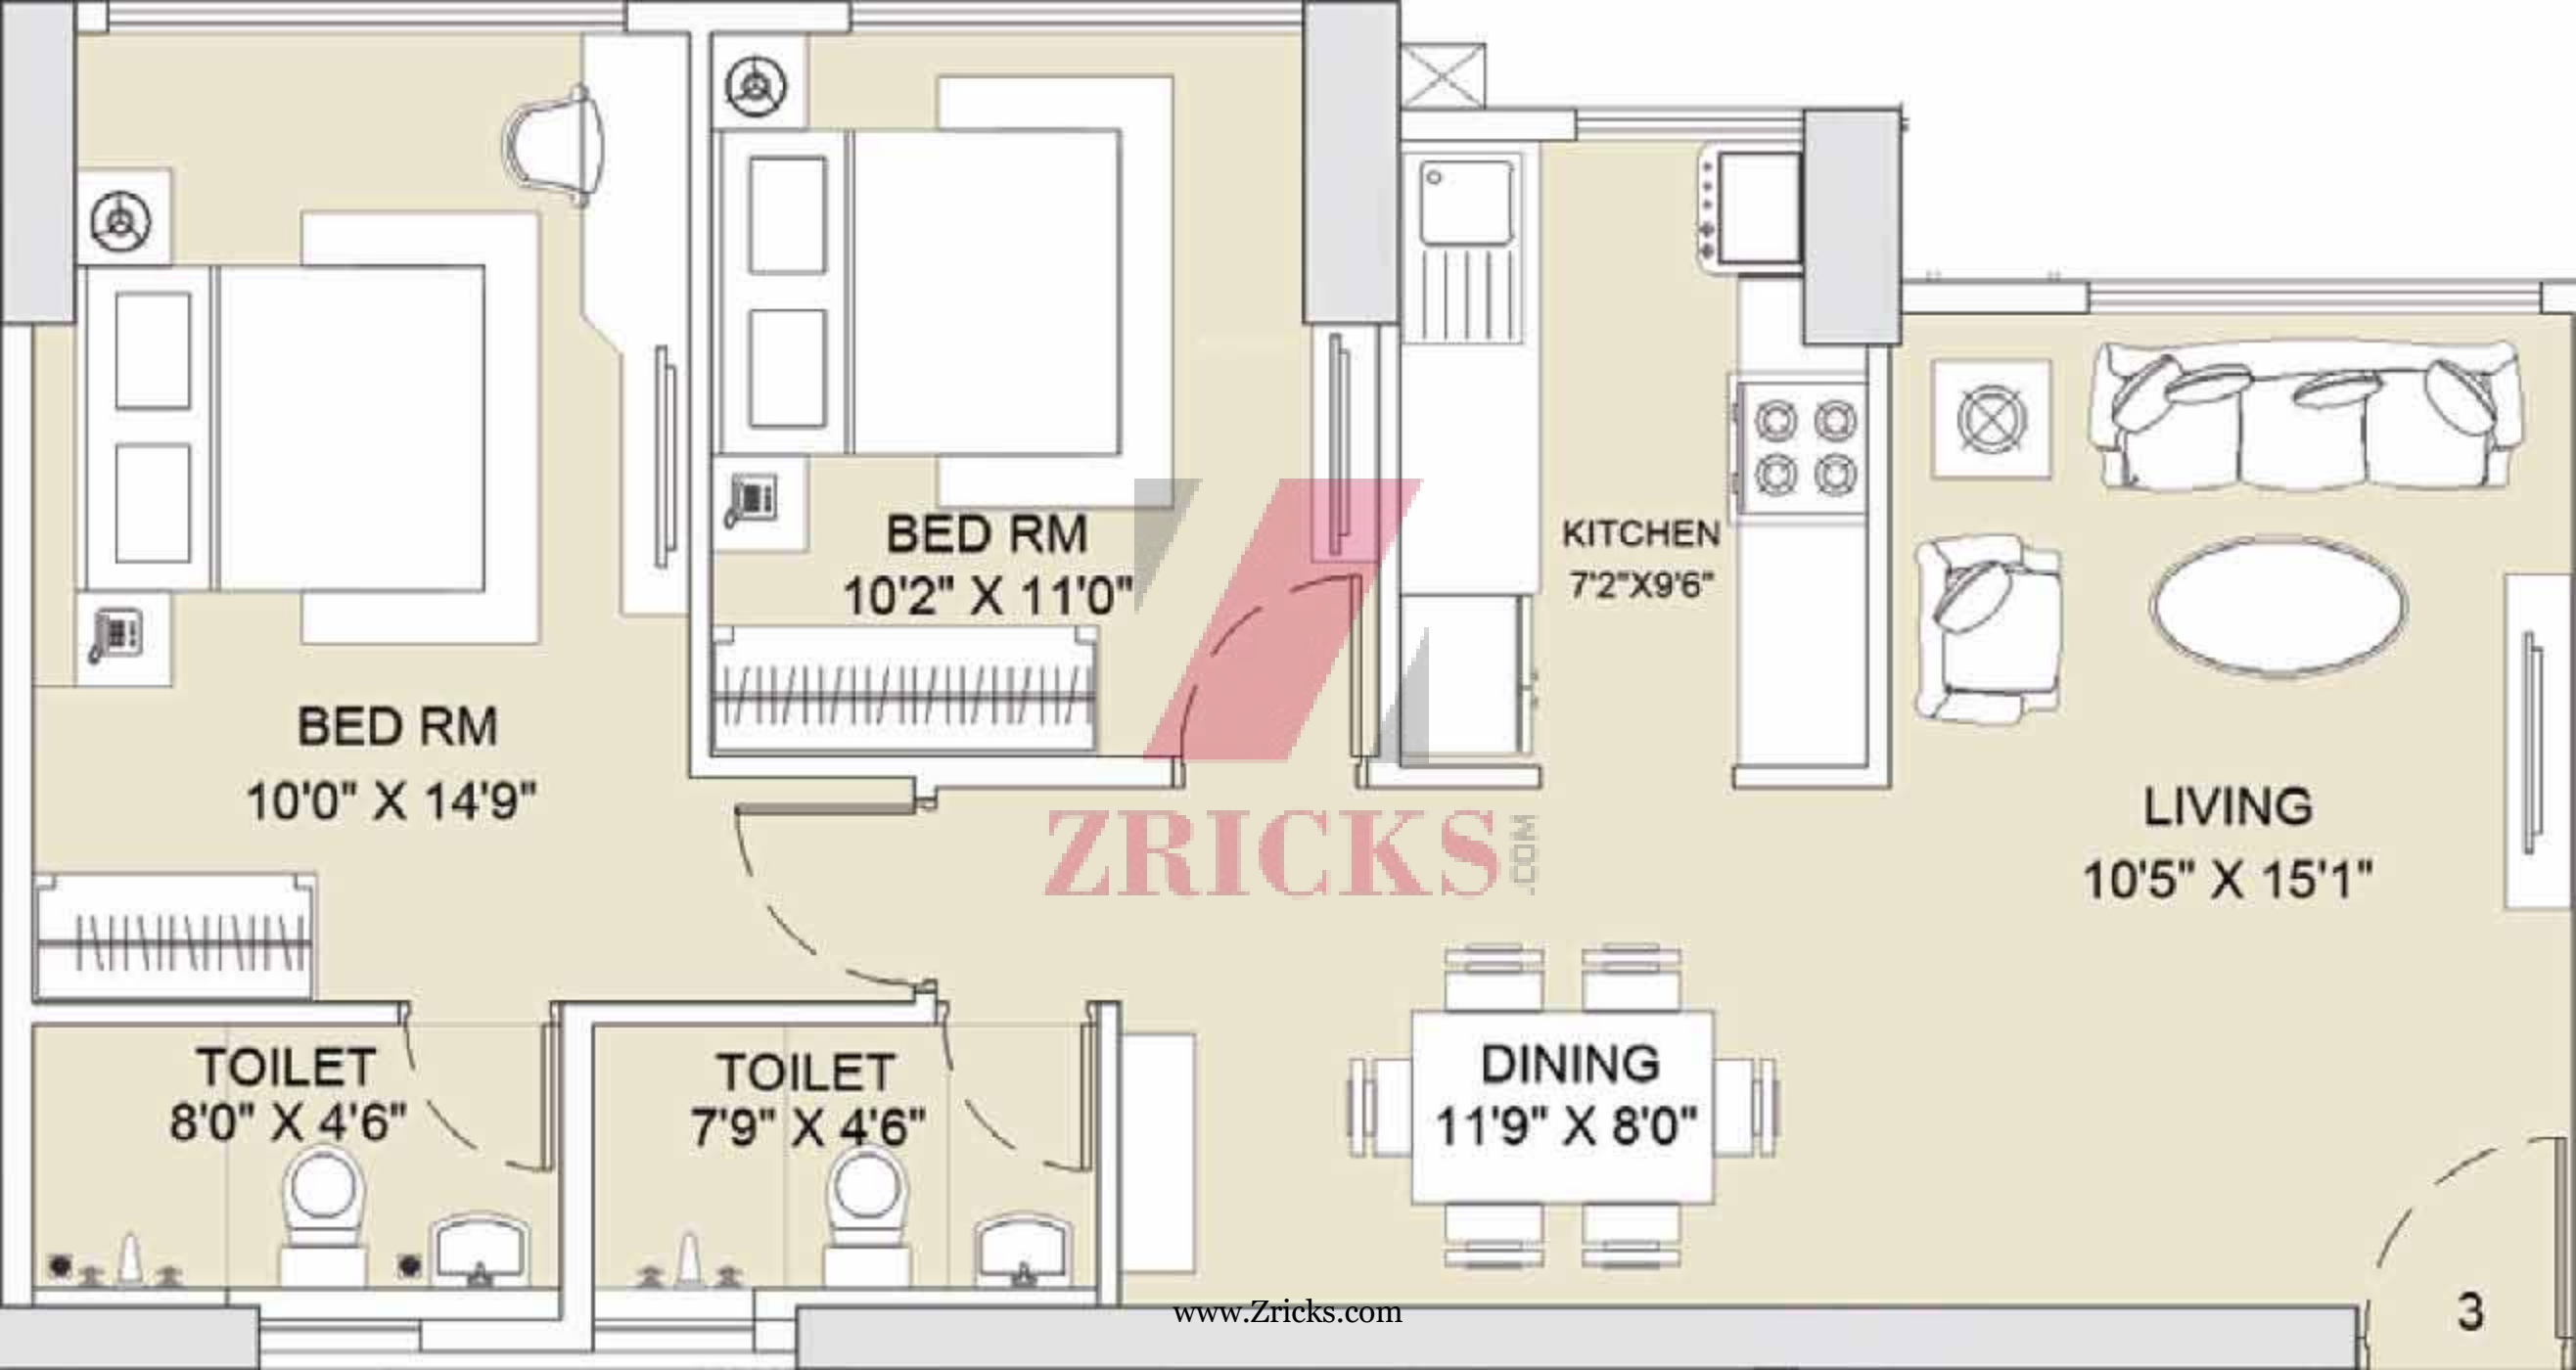 BED RM
10'2" X 11'0"
KITCHEN
7'2"X9'6"
BED RM
10'0" X 14'9"
LIVING
10'5" X 15'1"
ZRICKS
.COM
TOILET
8'0" X 4'6"
TOILET
7'9" X 4'6"
DINING
11'9" X 8'0"
www.Zricks.com
3